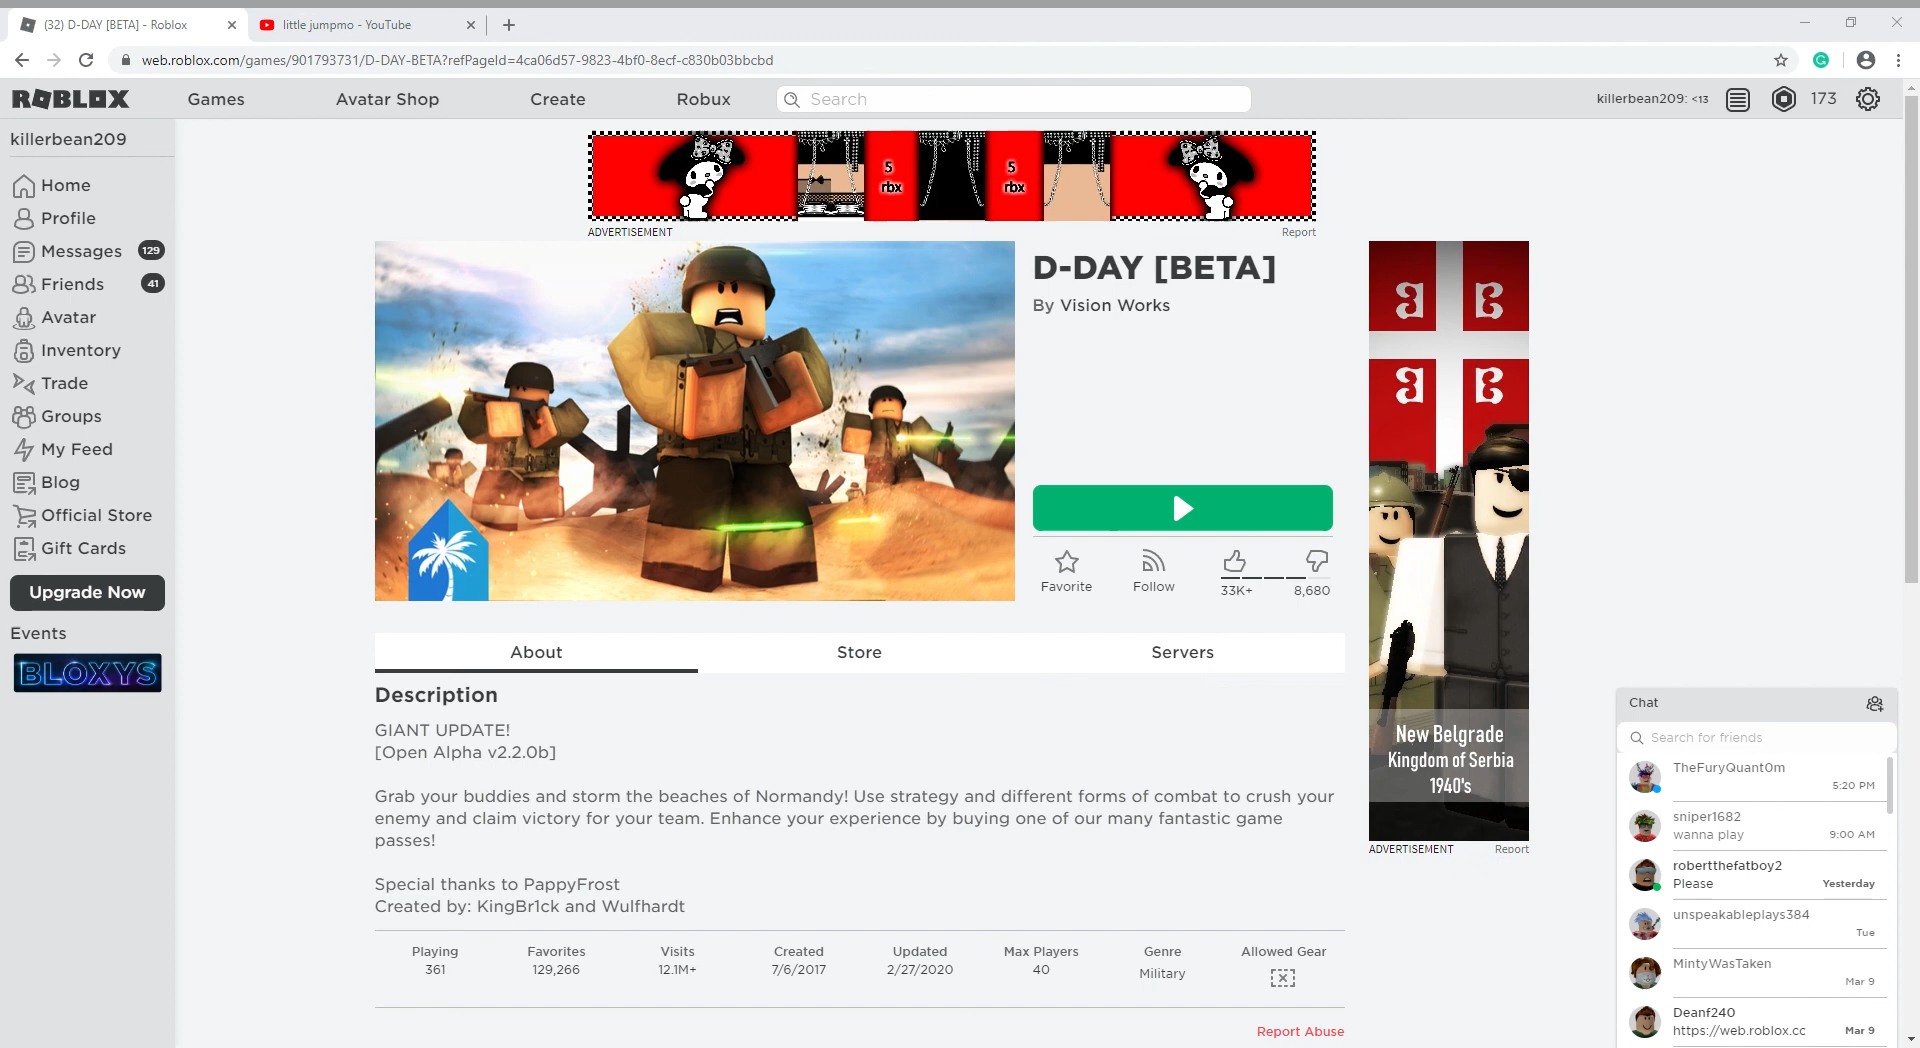 (32) D-DAY [BETA] - Roblox
little jumpmo - YouTube
web.roblox.com/games/901793731/D-DAY-BETA?refPageId=4ca06d57-9823-4bf0-8ecf-c830b03bbcbd
ROBLOX
Games
Avatar Shop
Create
Robux
Search
killerbean209: <13
173
killerbean209
Home
Profile
Messages 129
Friends 41
Avatar
Inventory
Trade
Groups
My Feed
Blog
Official Store
Gift Cards
Upgrade Now
Events
BLOXYS
5 5
rbx rbx
ADVERTISEMENT
Report
D-DAY [BETA]
By Vision Works
Favorite
Follow
33K+
8,680
About
Store
Servers
Description
GIANT UPDATE!
[Open Alpha v2.2.0b]
Grab your buddies and storm the beaches of Normandy! Use strategy and different forms of combat to crush your
enemy and claim victory for your team. Enhance your experience by buying one of our many fantastic game
passes!
Special thanks to PappyFrost
Created by: KingBr1ck and Wulfhardt
Playing Favorites Visits Created Updated Max Players Genre Allowed Gear
361 129,266 12.1M+ 7/6/2017 2/27/2020 40 Military
Report Abuse
New Belgrade
Kingdom of Serbia
1940's
ADVERTISEMENT
Report
Chat
Search for friends
TheFuryQuant0m
5:20 PM
sniper1682
wanna play 9:00 AM
robertthefatboy2
Please Yesterday
unspeakableplays384
Tue
MintyWasTaken
Mar 9
Deanf240
https://web.roblox.cc Mar 9